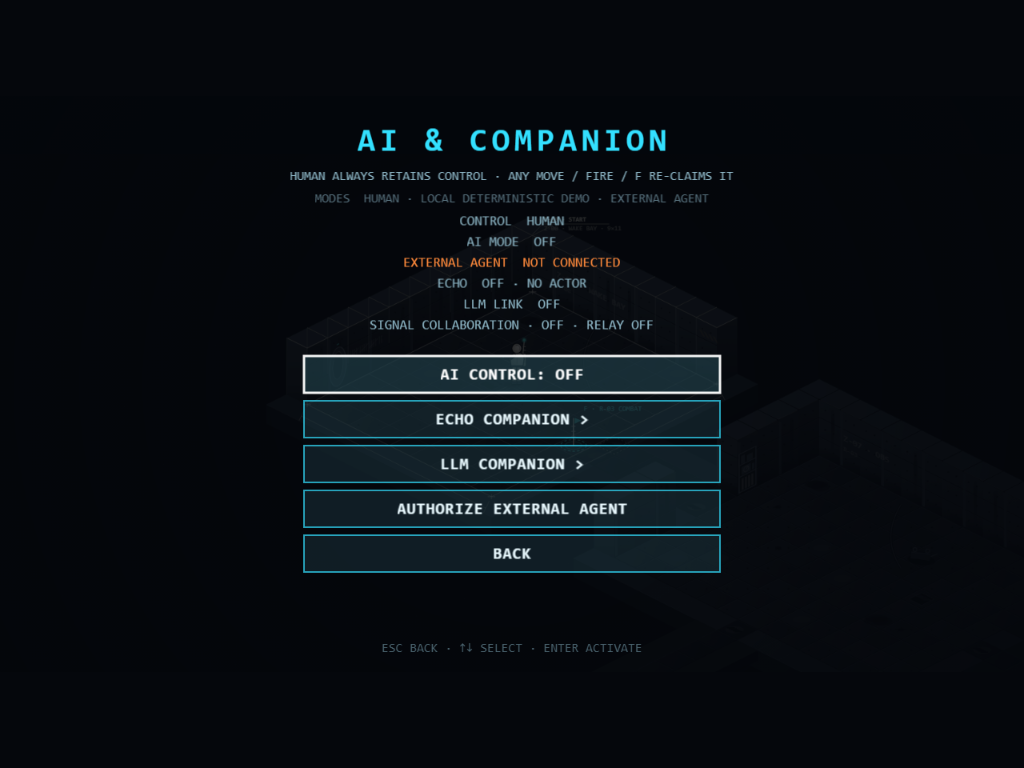 AI & COMPANION
HUMAN ALWAYS RETAINS CONTROL · ANY MOVE / FIRE / F RE-CLAIMS IT
MODES  HUMAN · LOCAL DETERMINISTIC DEMO · EXTERNAL AGENT
CONTROL  HUMAN
START
AI MODE  OFF
EXTERNAL AGENT  NOT CONNECTED
ECHO  OFF · NO ACTOR
LLM LINK  OFF
SIGNAL COLLABORATION · OFF · RELAY OFF
AI CONTROL: OFF
ECHO COMPANION >
LLM COMPANION >
AUTHORIZE EXTERNAL AGENT
BACK
ESC BACK · ↑↓ SELECT · ENTER ACTIVATE